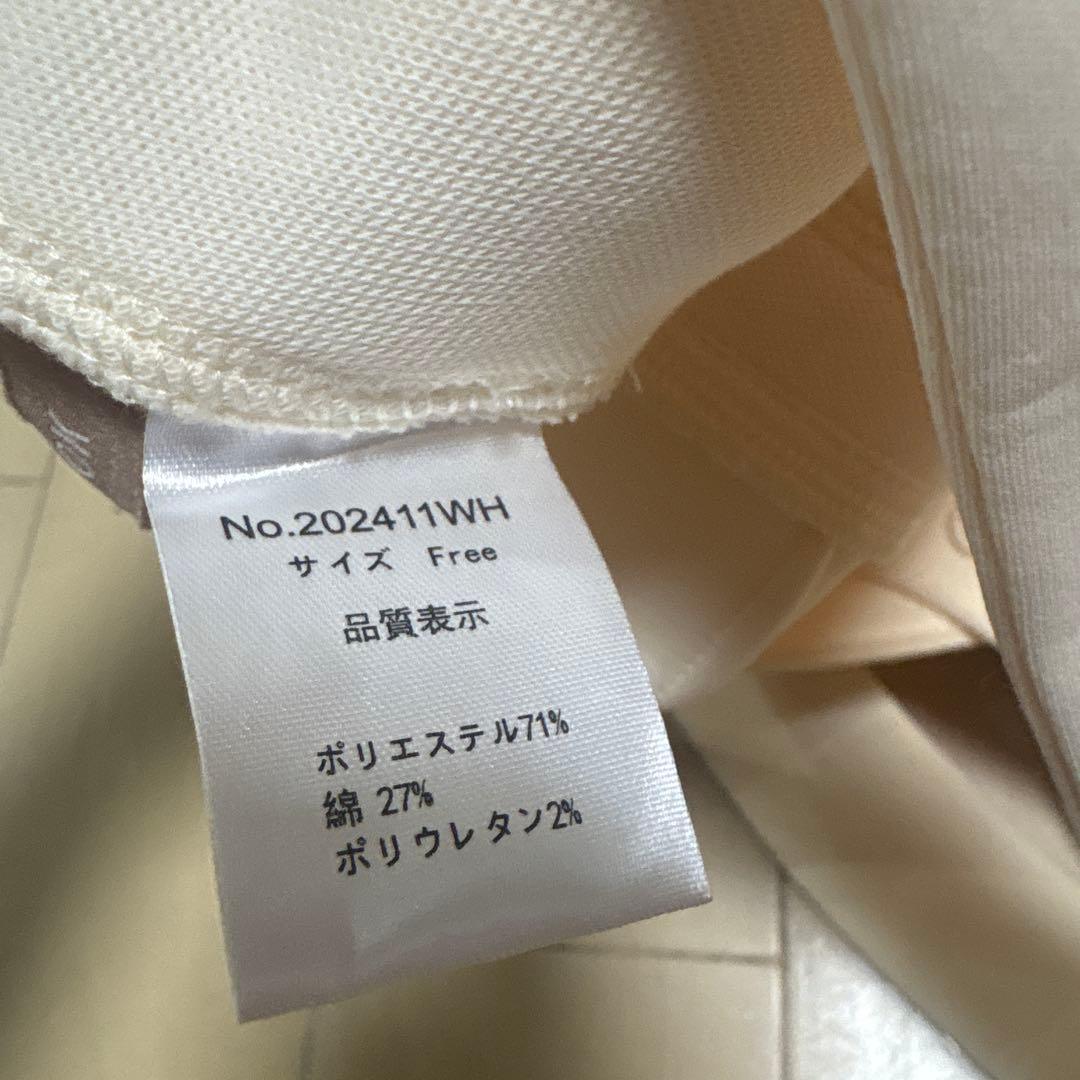 No.202411WH
サイズ Free
品質表示
ポリエステル71%
綿 27%
ポリウレタン2%